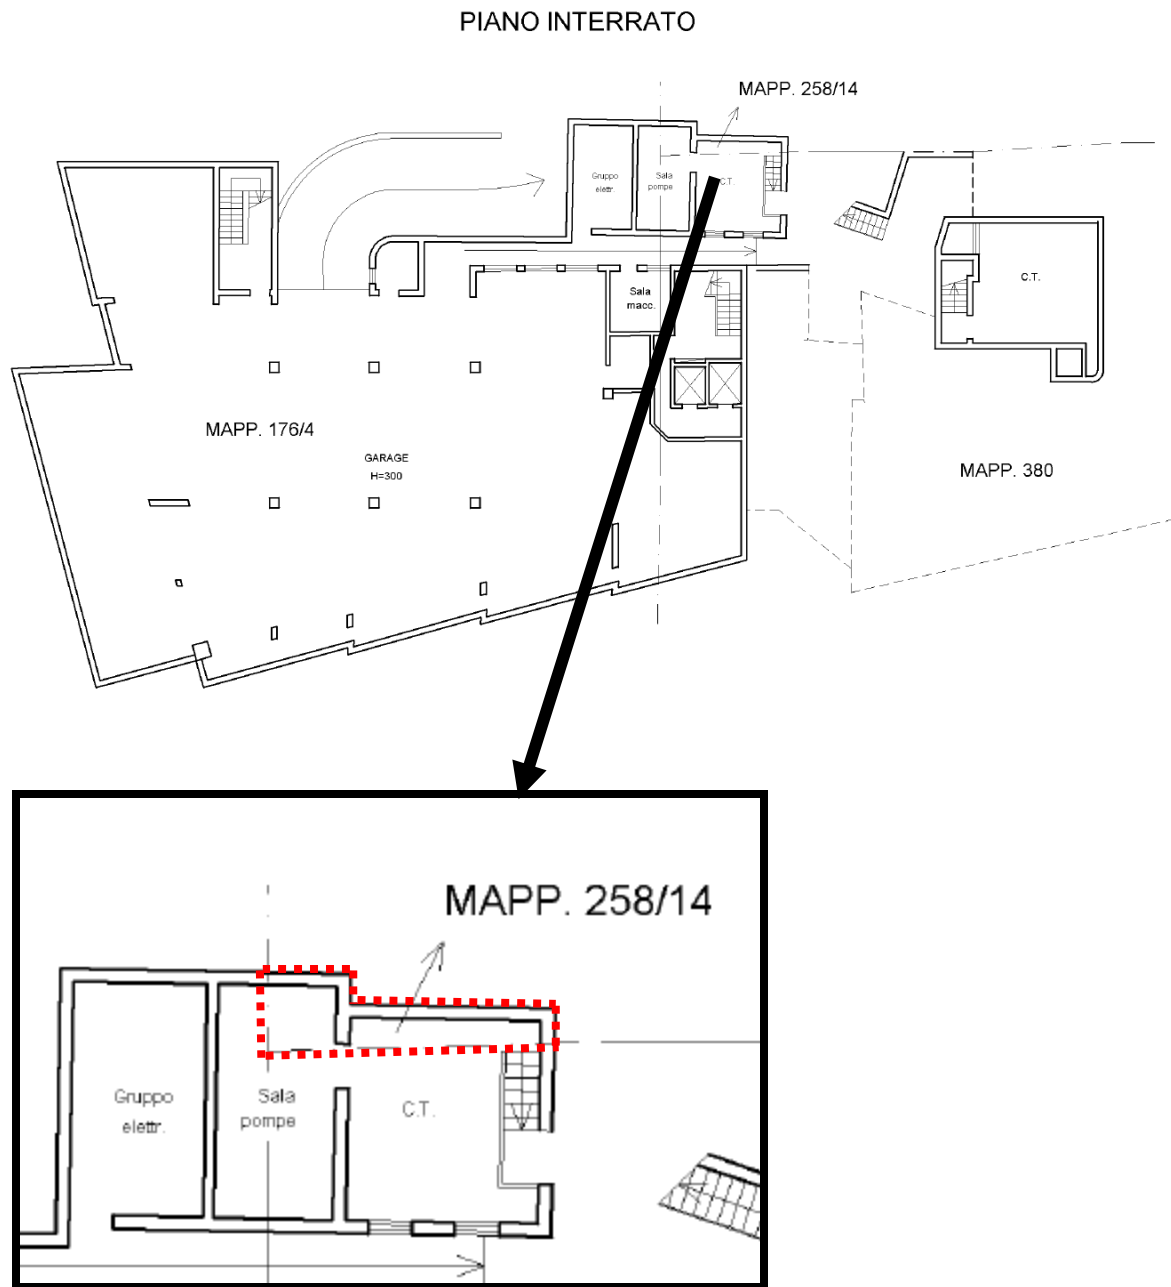 PIANO INTERRATO
MAPP. 258/14
Gruppo
elettr.
Sala
pompe
C.T.
Sala
macc.
C.T.
MAPP. 176/4
GARAGE
H=300
MAPP. 380
MAPP. 258/14
Gruppo
elettr.
Sala
pompe
C.T.